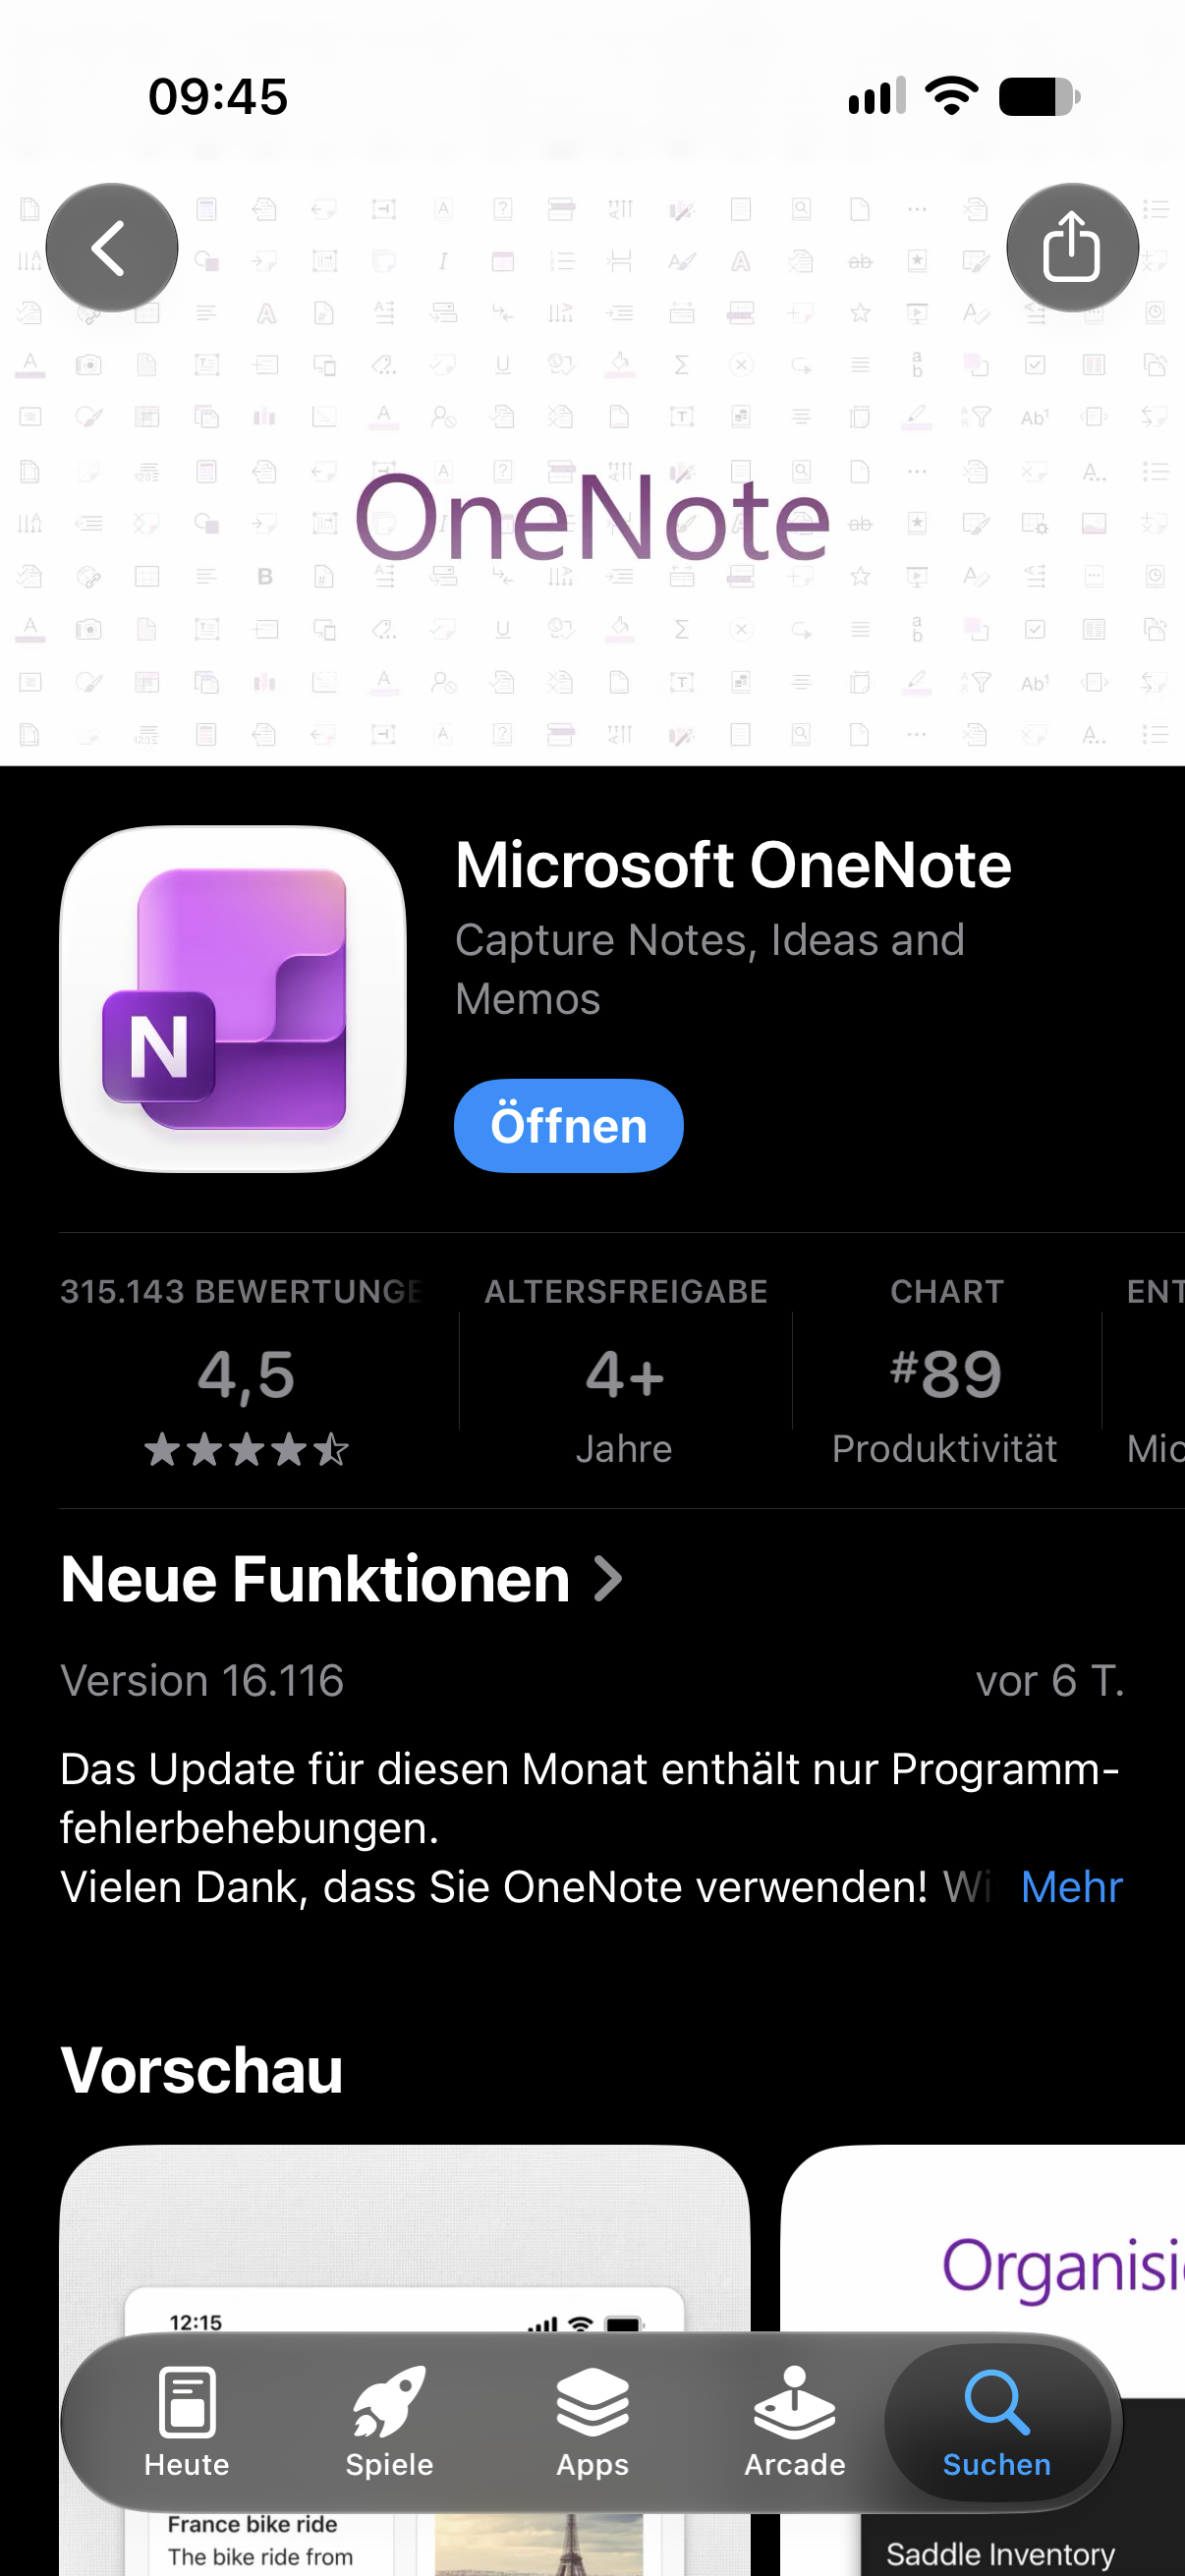 09:45
OneNote
Microsoft OneNote
Capture Notes, Ideas and
Memos
Öffnen
315.143 BEWERTUNGE
4,5
ALTERSFREIGABE
4+
Jahre
CHART
#89
Produktivität
ENT
Mic
Neue Funktionen
Version 16.116
vor 6 T.
Das Update für diesen Monat enthält nur Programm-
fehlerbehebungen.
Vielen Dank, dass Sie OneNote verwenden! Wi Mehr
Vorschau
12:15
Organisi
Heute
Spiele
Apps
Arcade
Suchen
France bike ride
The bike ride from
Saddle Inventory